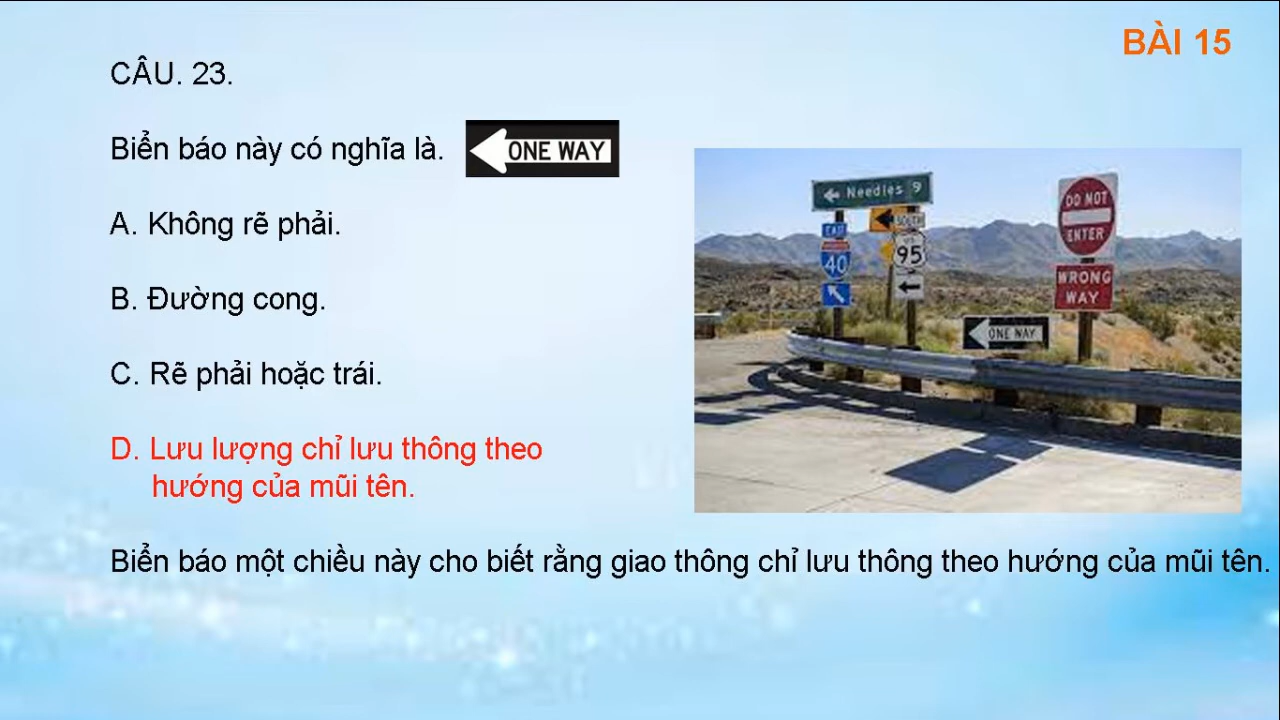 BÀI 15
CÂU. 23.
Biển báo này có nghĩa là.
ONE WAY
A. Không rẽ phải.
B. Đường cong.
C. Rẽ phải hoặc trái.
D. Lưu lượng chỉ lưu thông theo
hướng của mũi tên.
Biển báo một chiều này cho biết rằng giao thông chỉ lưu thông theo hướng của mũi tên.
Needles 9
EAST
40
SOUTH
95
DO NOT
ENTER
WRONG
WAY
ONE WAY